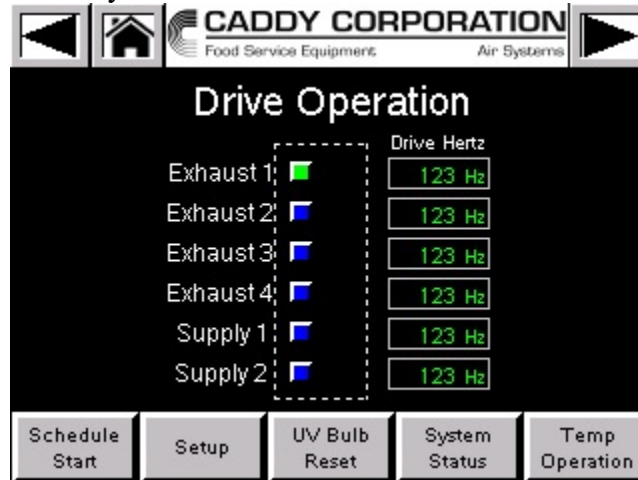 CADDY CORPORATION
Food Service Equipment Air Systems
Drive Operation
Drive Hertz
Exhaust 1 123 Hz
Exhaust 2 123 Hz
Exhaust 3 123 Hz
Exhaust 4 123 Hz
Supply 1 123 Hz
Supply 2 123 Hz
Schedule Start
Setup
UV Bulb Reset
System Status
Temp Operation